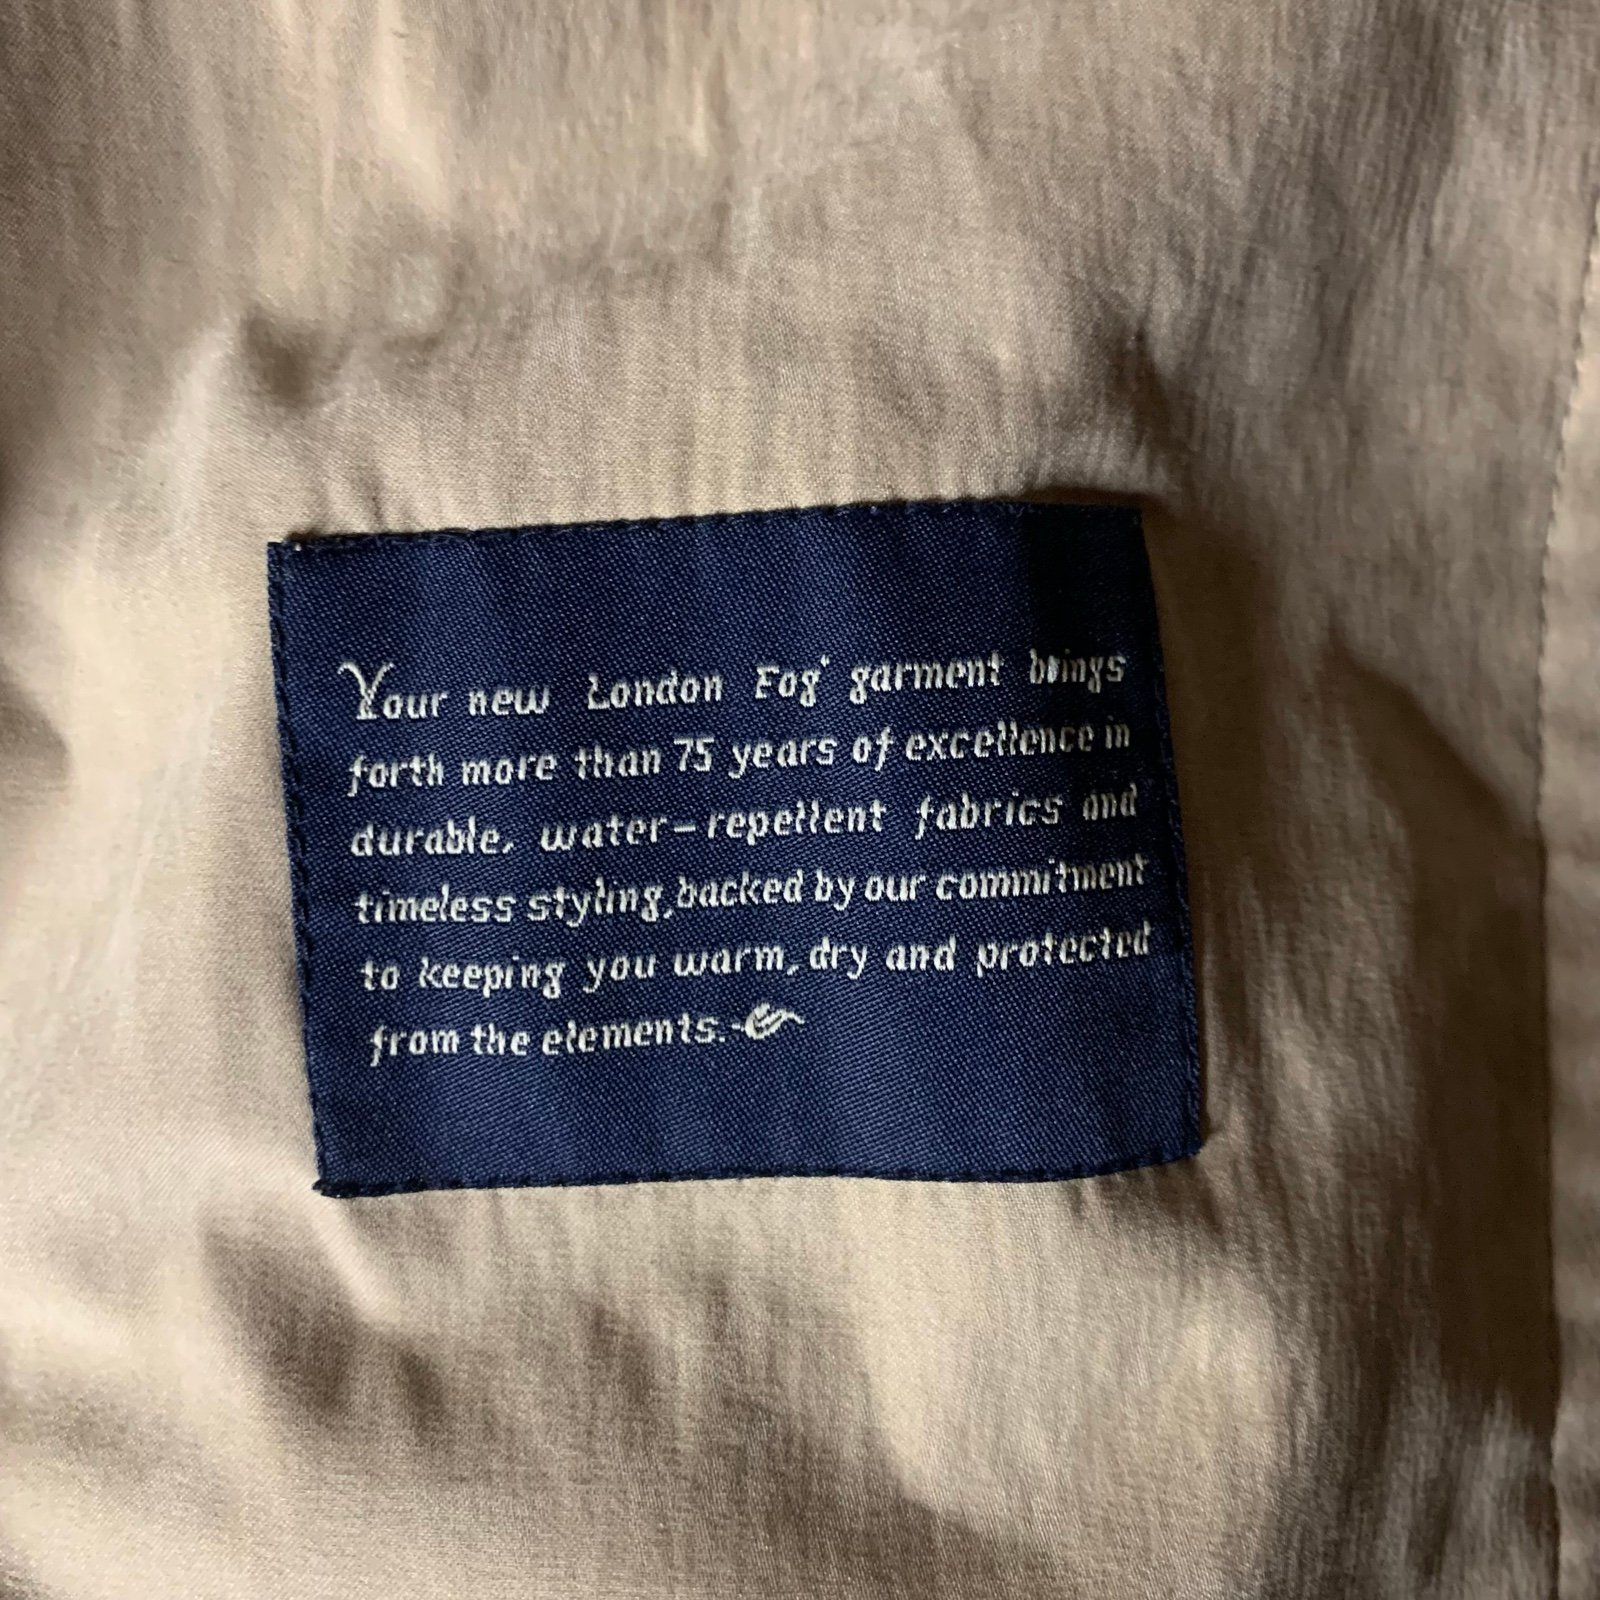 Your new London Fog® garment brings
forth more than 75 years of excellence in
durable, water-repellent fabrics and
timeless styling, backed by our commitment
to keeping you warm, dry and protected
from the elements.